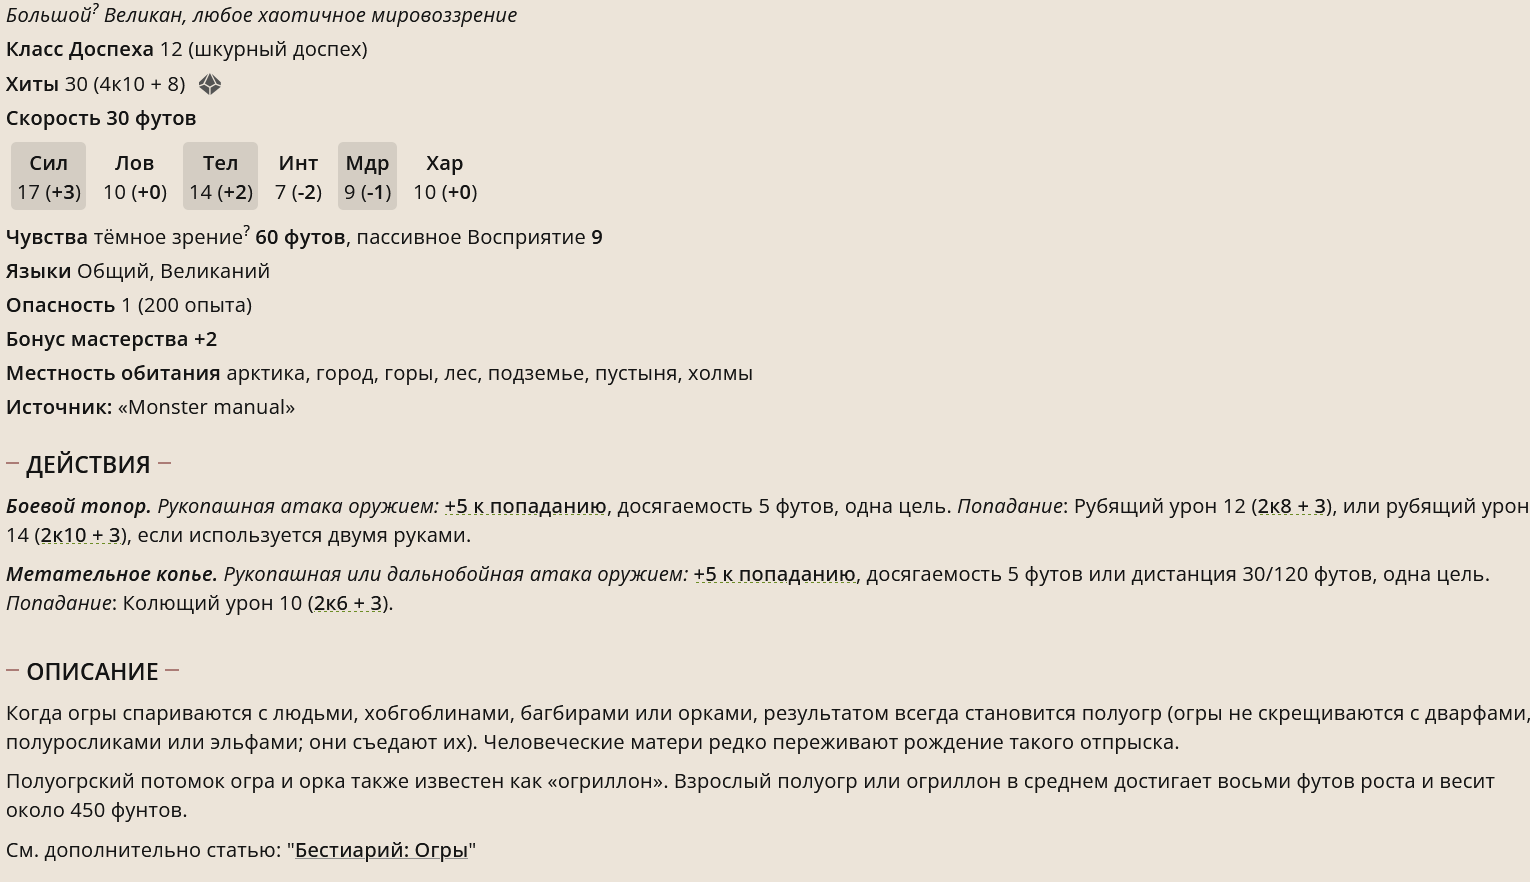 Большой? Великан, любое хаотичное мировоззрение
Класс Доспеха 12 (шкурный доспех)
Хиты 30 (4к10 + 8)
Скорость 30 футов
Сил Лов Тел Инт Мдр Хар
17 (+3) 10 (+0) 14 (+2) 7 (-2) 9 (-1) 10 (+0)
Чувства тёмное зрение? 60 футов, пассивное Восприятие 9
Языки Общий, Великаний
Опасность 1 (200 опыта)
Бонус мастерства +2
Местность обитания арктика, город, горы, лес, подземье, пустыня, холмы
Источник: «Monster manual»
— ДЕЙСТВИЯ —
Боевой топор. Рукопашная атака оружием: +5 к попаданию, досягаемость 5 футов, одна цель. Попадание: Рубящий урон 12 (2к8 + 3), или рубящий урон
14 (2к10 + 3), если используется двумя руками.
Метательное копье. Рукопашная или дальнобойная атака оружием: +5 к попаданию, досягаемость 5 футов или дистанция 30/120 футов, одна цель.
Попадание: Колющий урон 10 (2к6 + 3).
— ОПИСАНИЕ —
Когда огры спариваются с людьми, хобгоблинами, багбирами или орками, результатом всегда становится полуогр (огры не скрещиваются с дварфами,
полуросликами или эльфами; они съедают их). Человеческие матери редко переживают рождение такого отпрыска.
Полуогрский потомок огра и орка также известен как «огриллон». Взрослый полуогр или огриллон в среднем достигает восьми футов роста и весит
около 450 фунтов.
См. дополнительно статью: "Бестиарий: Огры"